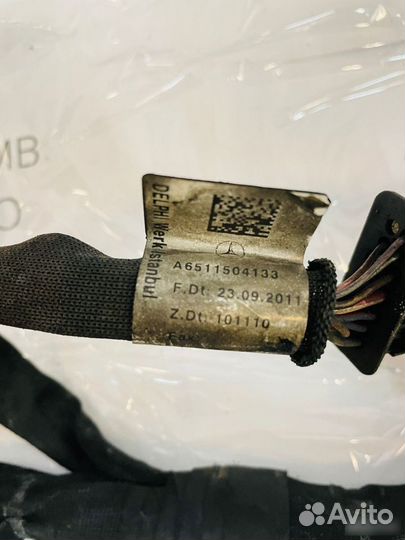 DELPHI Werk Istanbul
A6511504133
F.Dt: 23.09.2011
Z.Dt: 101110
Avito